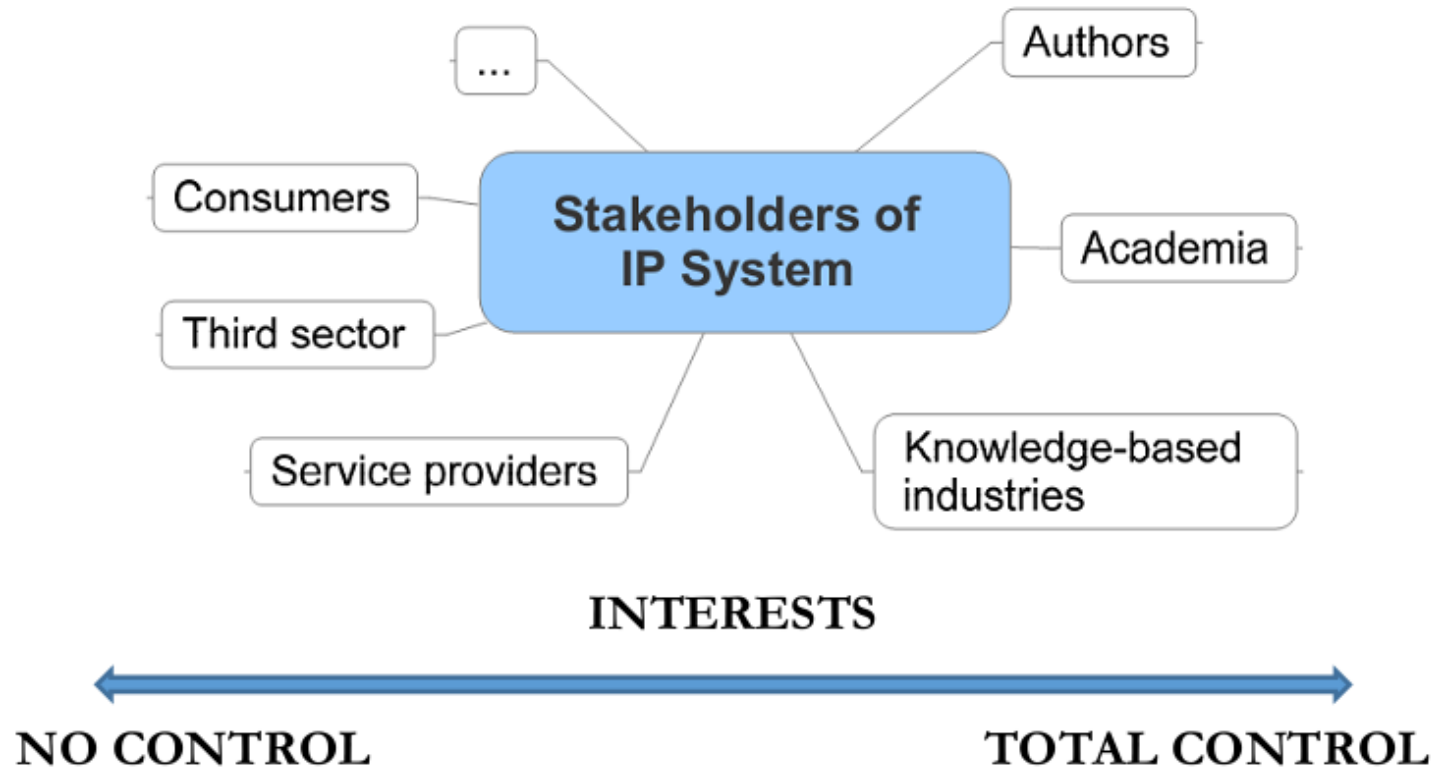 ...
Authors
Consumers
Stakeholders of
IP System
Academia
Third sector
Service providers
Knowledge-based
industries
INTERESTS
NO CONTROL
TOTAL CONTROL